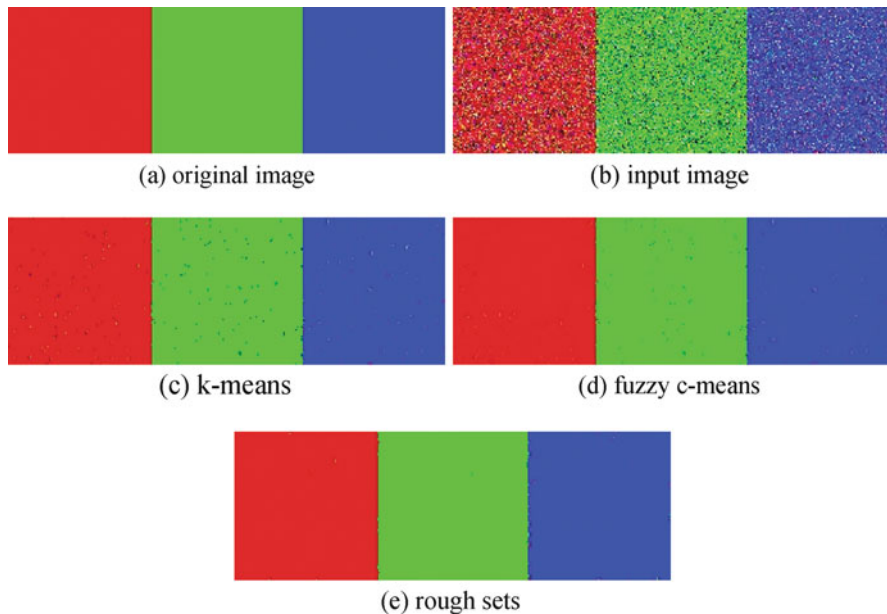 (a) original image
(b) input image
(c) k-means
(d) fuzzy c-means
(e) rough sets